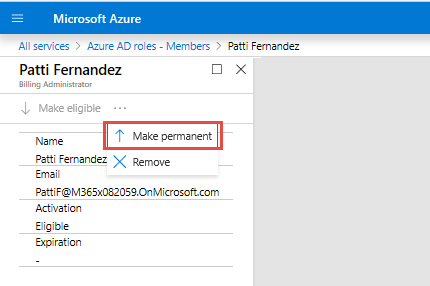 Microsoft Azure
All services > Azure AD roles - Members > Patti Fernandez
Patti Fernandez
Billing Administrator
Make eligible ...
Make permanent
Remove
Name
Patti Fernandez
Email
PattiF@M365x082059.OnMicrosoft.com
Activation
Eligible
Expiration
-